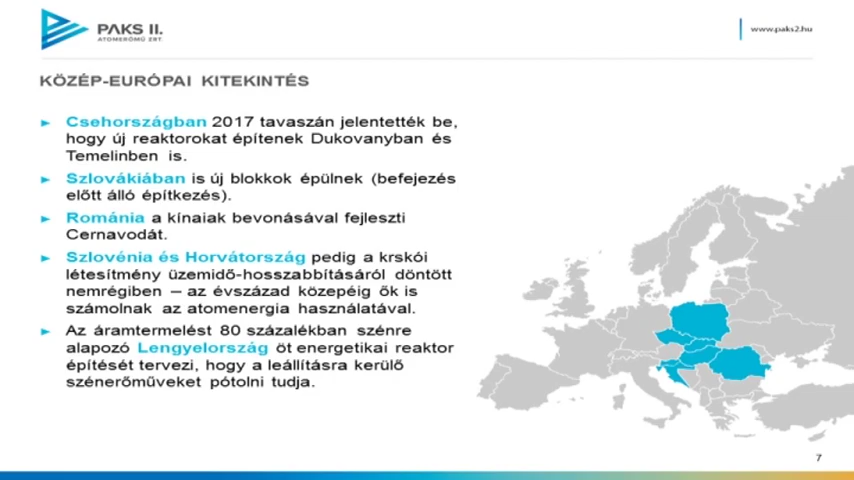 PAKS II.
ATOMERŐMŰ ZRT.
www.paks2.hu
KÖZÉP-EURÓPAI KITEKINTÉS
► Csehországban 2017 tavaszán jelentették be,
hogy új reaktorokat építenek Dukovanyban és
Temelinben is.
► Szlovákiában is új blokkok épülnek (befejezés
előtt álló építkezés).
► Románia a kínaiak bevonásával fejleszti
Cernavodát.
► Szlovénia és Horvátország pedig a krskói
létesítmény üzemidő-hosszabbításáról döntött
nemrégiben – az évszázad közepéig ők is
számolnak az atomenergia használatával.
► Az áramtermelést 80 százalékban szénre
alapozó Lengyelország öt energetikai reaktor
építését tervezi, hogy a leállításra kerülő
szénerőműveket pótolni tudja.
7